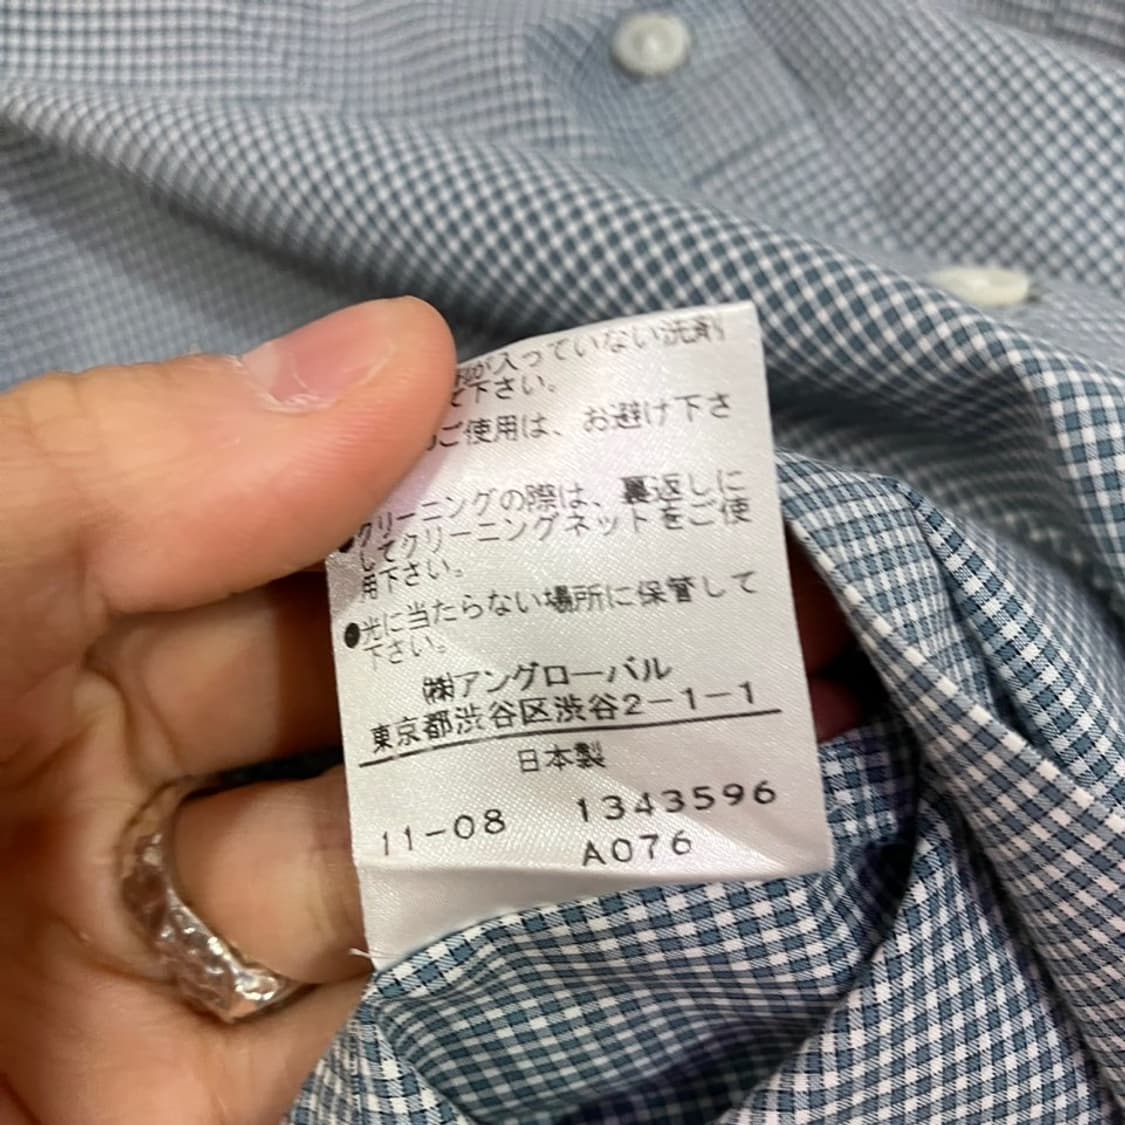 が入っていない洗剤
て下さい。
ご使用は、お避け下さ
●クリーニングの際は、裏返しに
してクリーニングネットをご使
用下さい。
●光に当たらない場所に保管して
下さい。
㈱アングローバル
東京都渋谷区渋谷2-1-1
日本製
11-08 1343596
A076